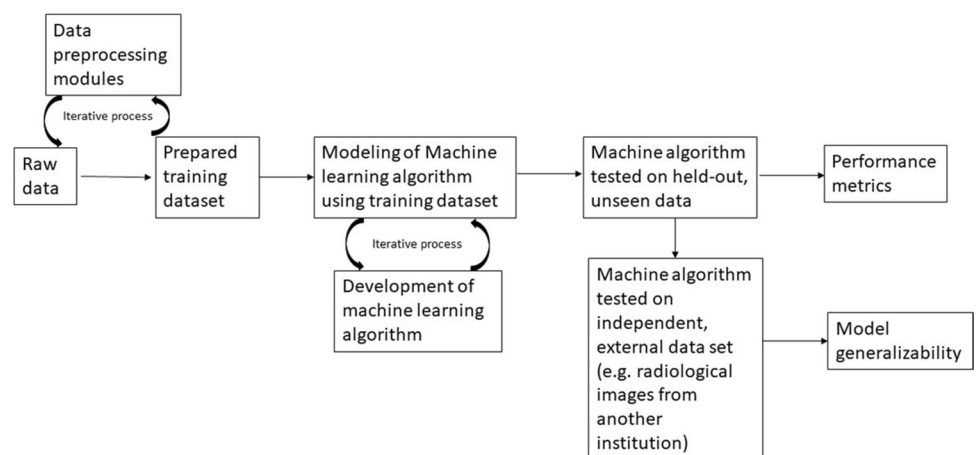 Data
preprocessing
modules
Iterative process
Raw
data
Prepared
training
dataset
Modeling of Machine
learning algorithm
using training dataset
Iterative process
Development of
machine learning
algorithm
Machine algorithm
tested on held-out,
unseen data
Performance
metrics
Machine algorithm
tested on
independent,
external data set
(e.g. radiological
images from
another
institution)
Model
generalizability